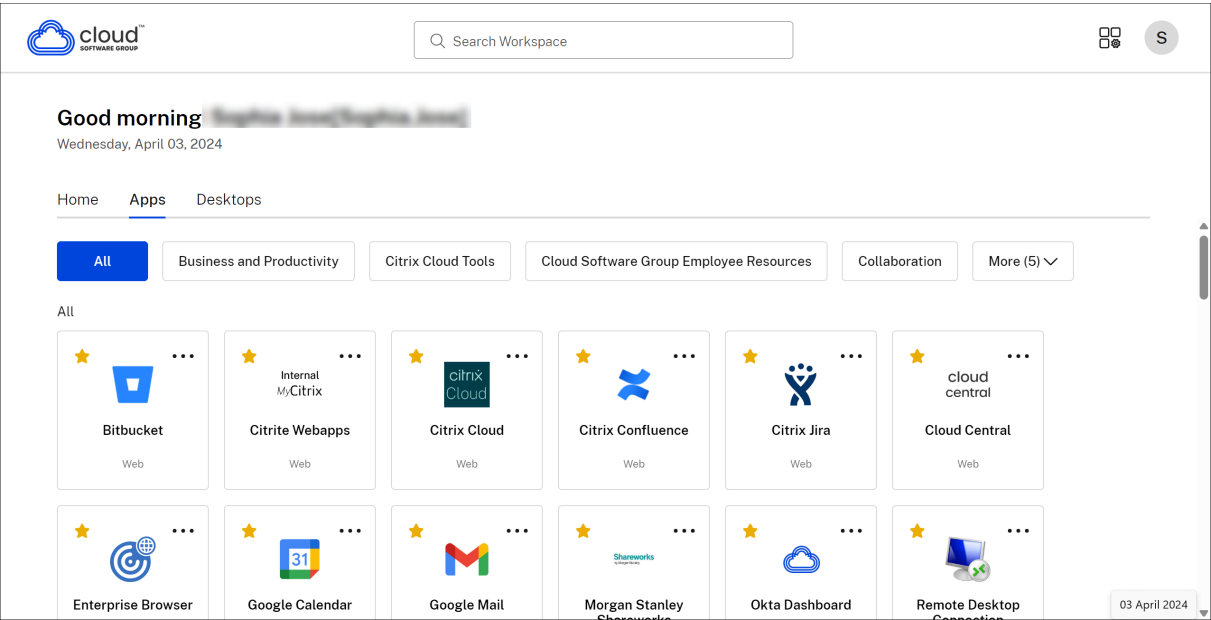 cloud™
SOFTWARE GROUP
Search Workspace
S
Good morning
Wednesday, April 03, 2024
Home Apps Desktops
All Business and Productivity Citrix Cloud Tools Cloud Software Group Employee Resources Collaboration More (5)
All
Internal
MyCitrix
citrix
Cloud
cloud
central
Bitbucket Citrite Webapps Citrix Cloud Citrix Confluence Citrix Jira Cloud Central
Web Web Web Web Web Web
31
Shareworks
Enterprise Browser Google Calendar Google Mail Morgan Stanley Shareworks Okta Dashboard Remote Desktop Connection
03 April 2024